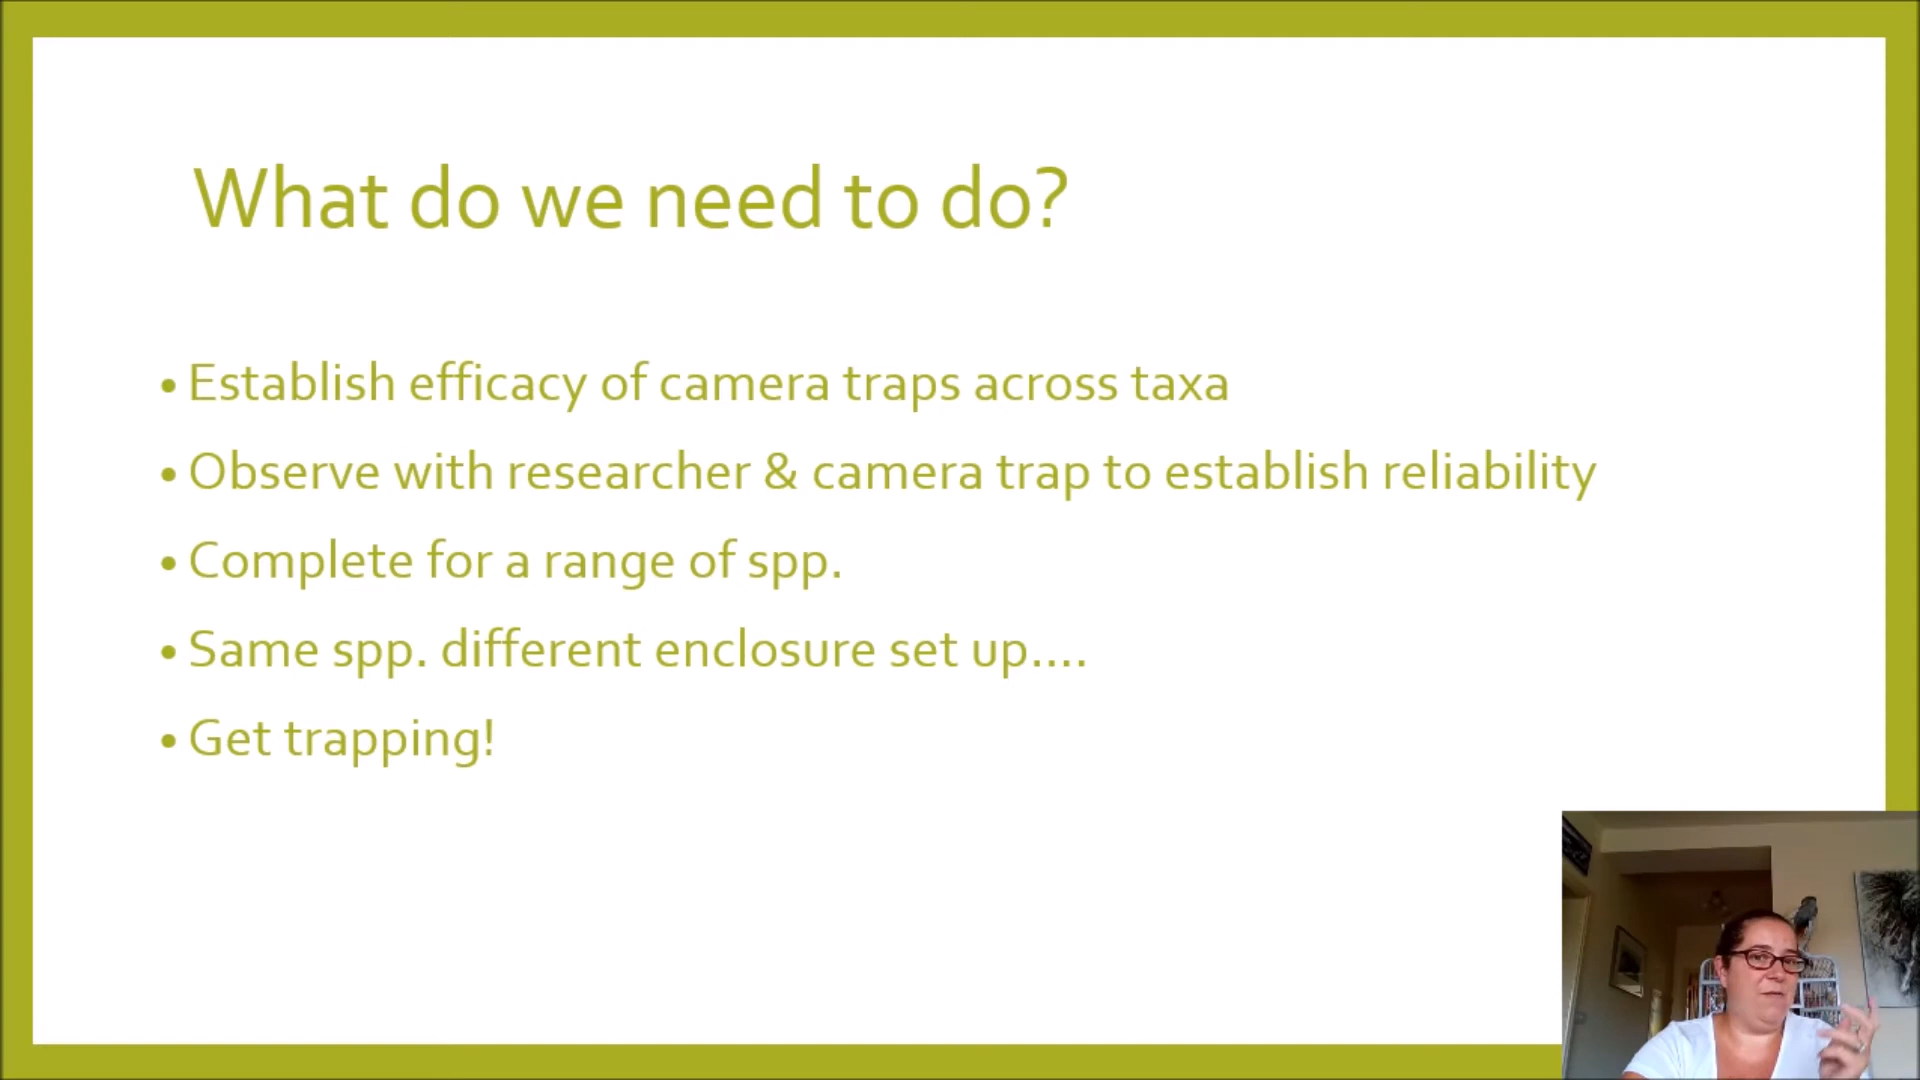 What do we need to do?
• Establish efficacy of camera traps across taxa
• Observe with researcher & camera trap to establish reliability
• Complete for a range of spp.
• Same spp. different enclosure set up....
• Get trapping!